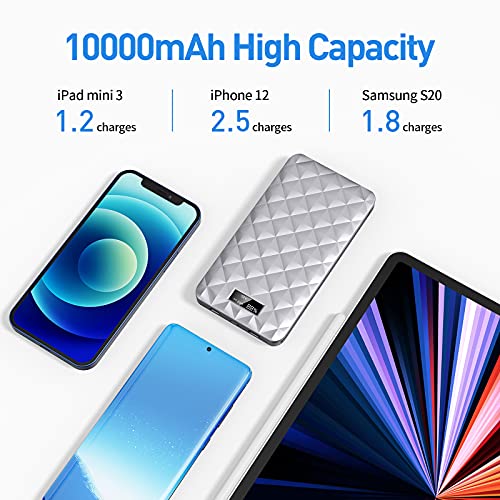 10000mAh High Capacity
iPad mini 3
iPhone 12
Samsung S20
1.2 charges
2.5 charges
1.8 charges